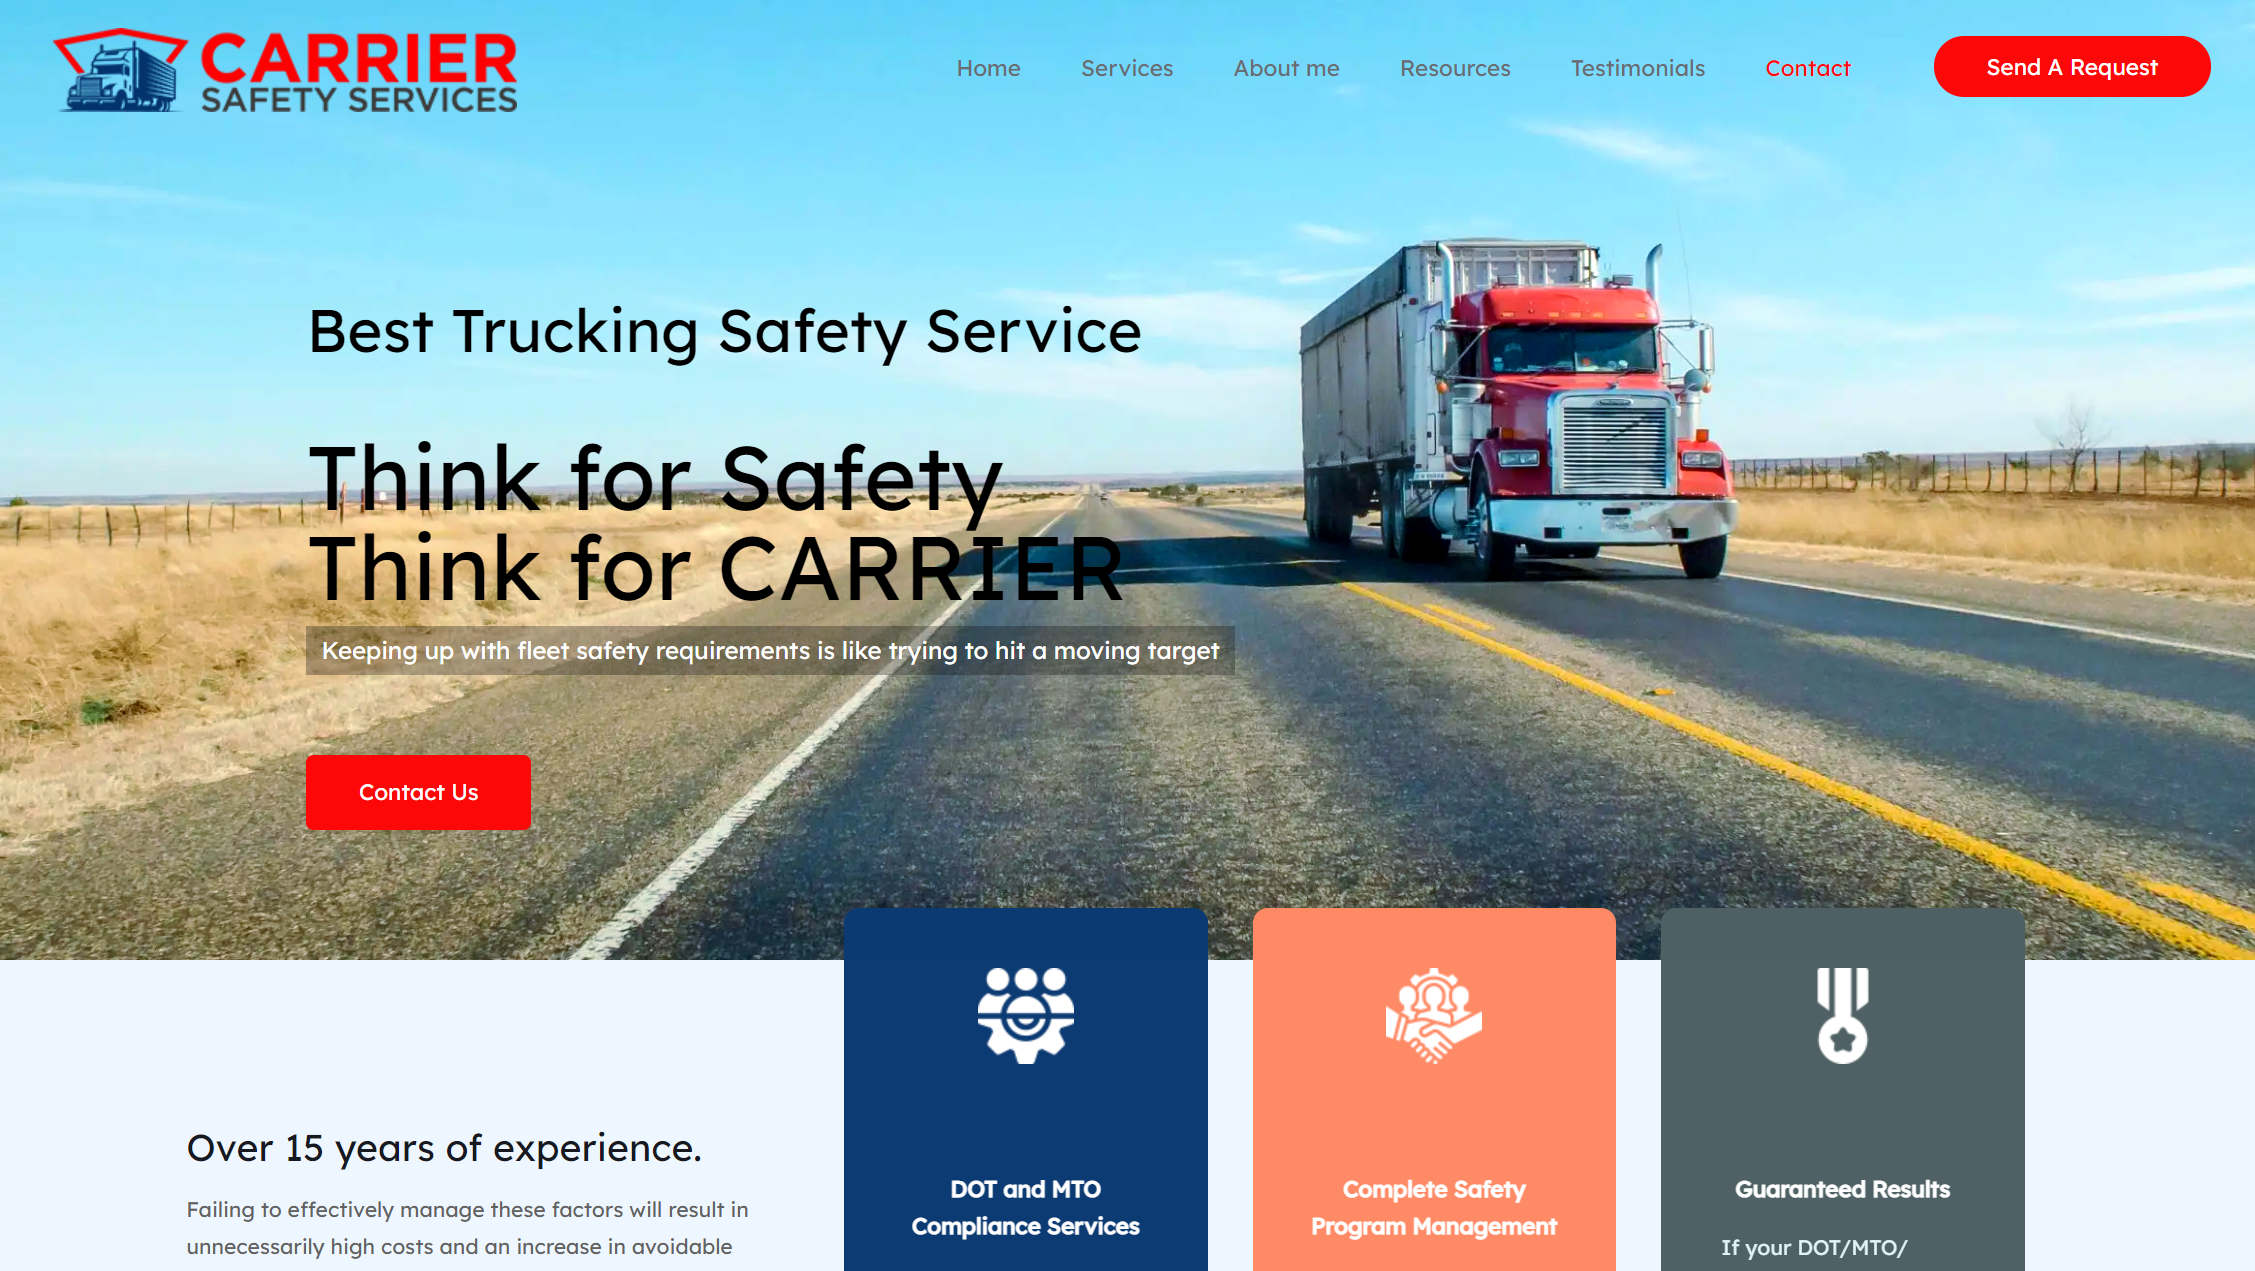 CARRIER
SAFETY SERVICES
Home
Services
About me
Resources
Testimonials
Contact
Send A Request
Best Trucking Safety Service
Think for Safety
Think for CARRIER
Keeping up with fleet safety requirements is like trying to hit a moving target
Contact Us
Over 15 years of experience.
Failing to effectively manage these factors will result in
unnecessarily high costs and an increase in avoidable
DOT and MTO
Compliance Services
Complete Safety
Program Management
Guaranteed Results
If your DOT/MTO/